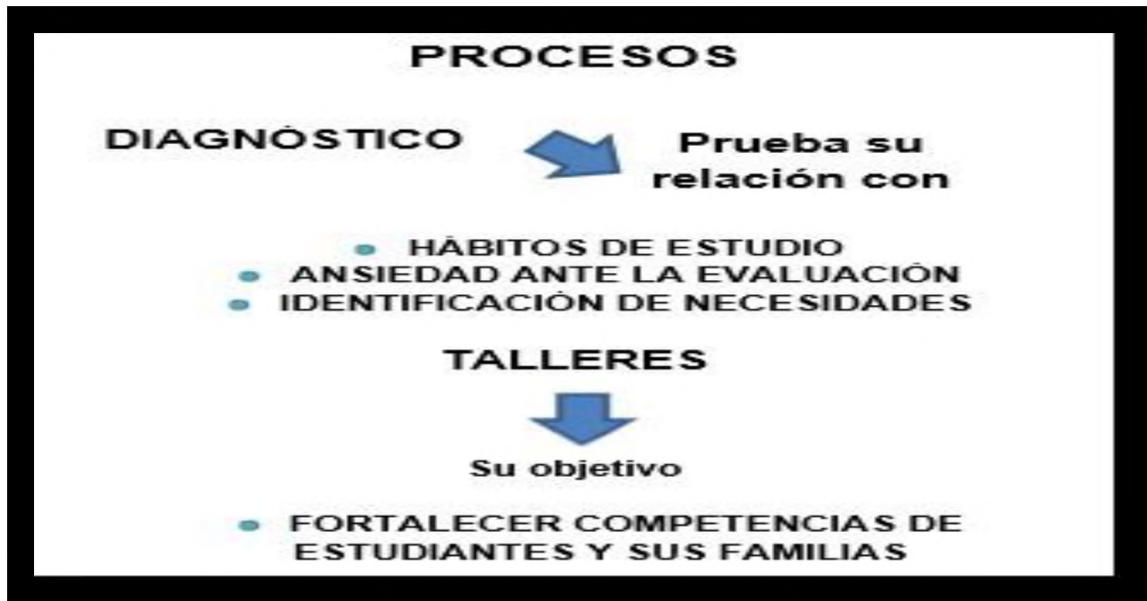 PROCESOS
DIAGNÓSTICO
Prueba su
relación con
• HÁBITOS DE ESTUDIO
• ANSIEDAD ANTE LA EVALUACIÓN
• IDENTIFICACIÓN DE NECESIDADES
TALLERES
Su objetivo
• FORTALECER COMPETENCIAS DE
ESTUDIANTES Y SUS FAMILIAS